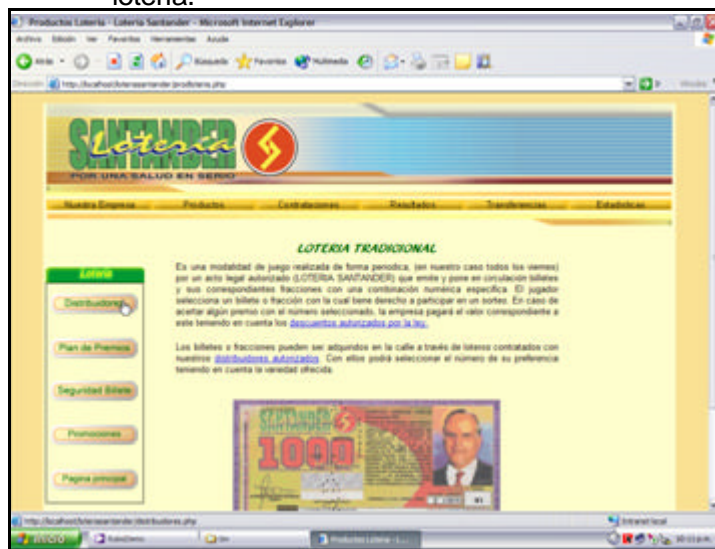 lotería.
Productos Loteria - Loteria Santander - Microsoft Internet Explorer
Archivo Edición Ver Favoritos Herramientas Ayuda
Atrás Búsqueda Favoritos Multimedia
Dirección http://localhost/loteriasantander/prodloteria.php Vínculos
SANTANDER
Lotería
POR UNA SALUD EN SERIO
Nuestra Empresa Productos Contrataciones Resultados Transferencias Estadisticas
LOTERIA TRADICIONAL
Es una modalidad de juego realizada de forma periodica, (en nuestro caso todos los viernes)
por un acto legal autorizado (LOTERIA SANTANDER) que emite y pone en circulación billetes
y sus correspondientes fracciones con una combinación numérica especifica. El jugador
selecciona un billete o fracción con la cual tiene derecho a participar en un sorteo. En caso de
acertar algún premio con el número seleccionado, la empresa pagará el valor correspondiente a
este teniendo en cuenta los descuentos autorizados por la ley.
Los billetes o fracciones pueden ser adquiridos en la calle a través de loteros contratados con
nuestros distribuidores autorizados. Con ellos podrá seleccionar el número de su preferencia
teniendo en cuenta la variedad ofrecida.
Lotería
Distribuidores
Plan de Premios
Seguridad Billete
Promociones
Pagina principal
SANTANDER
1000
http://localhost/loteriasantander/distribuidores.php Intranet local
Inicio Productos Loteria - L...